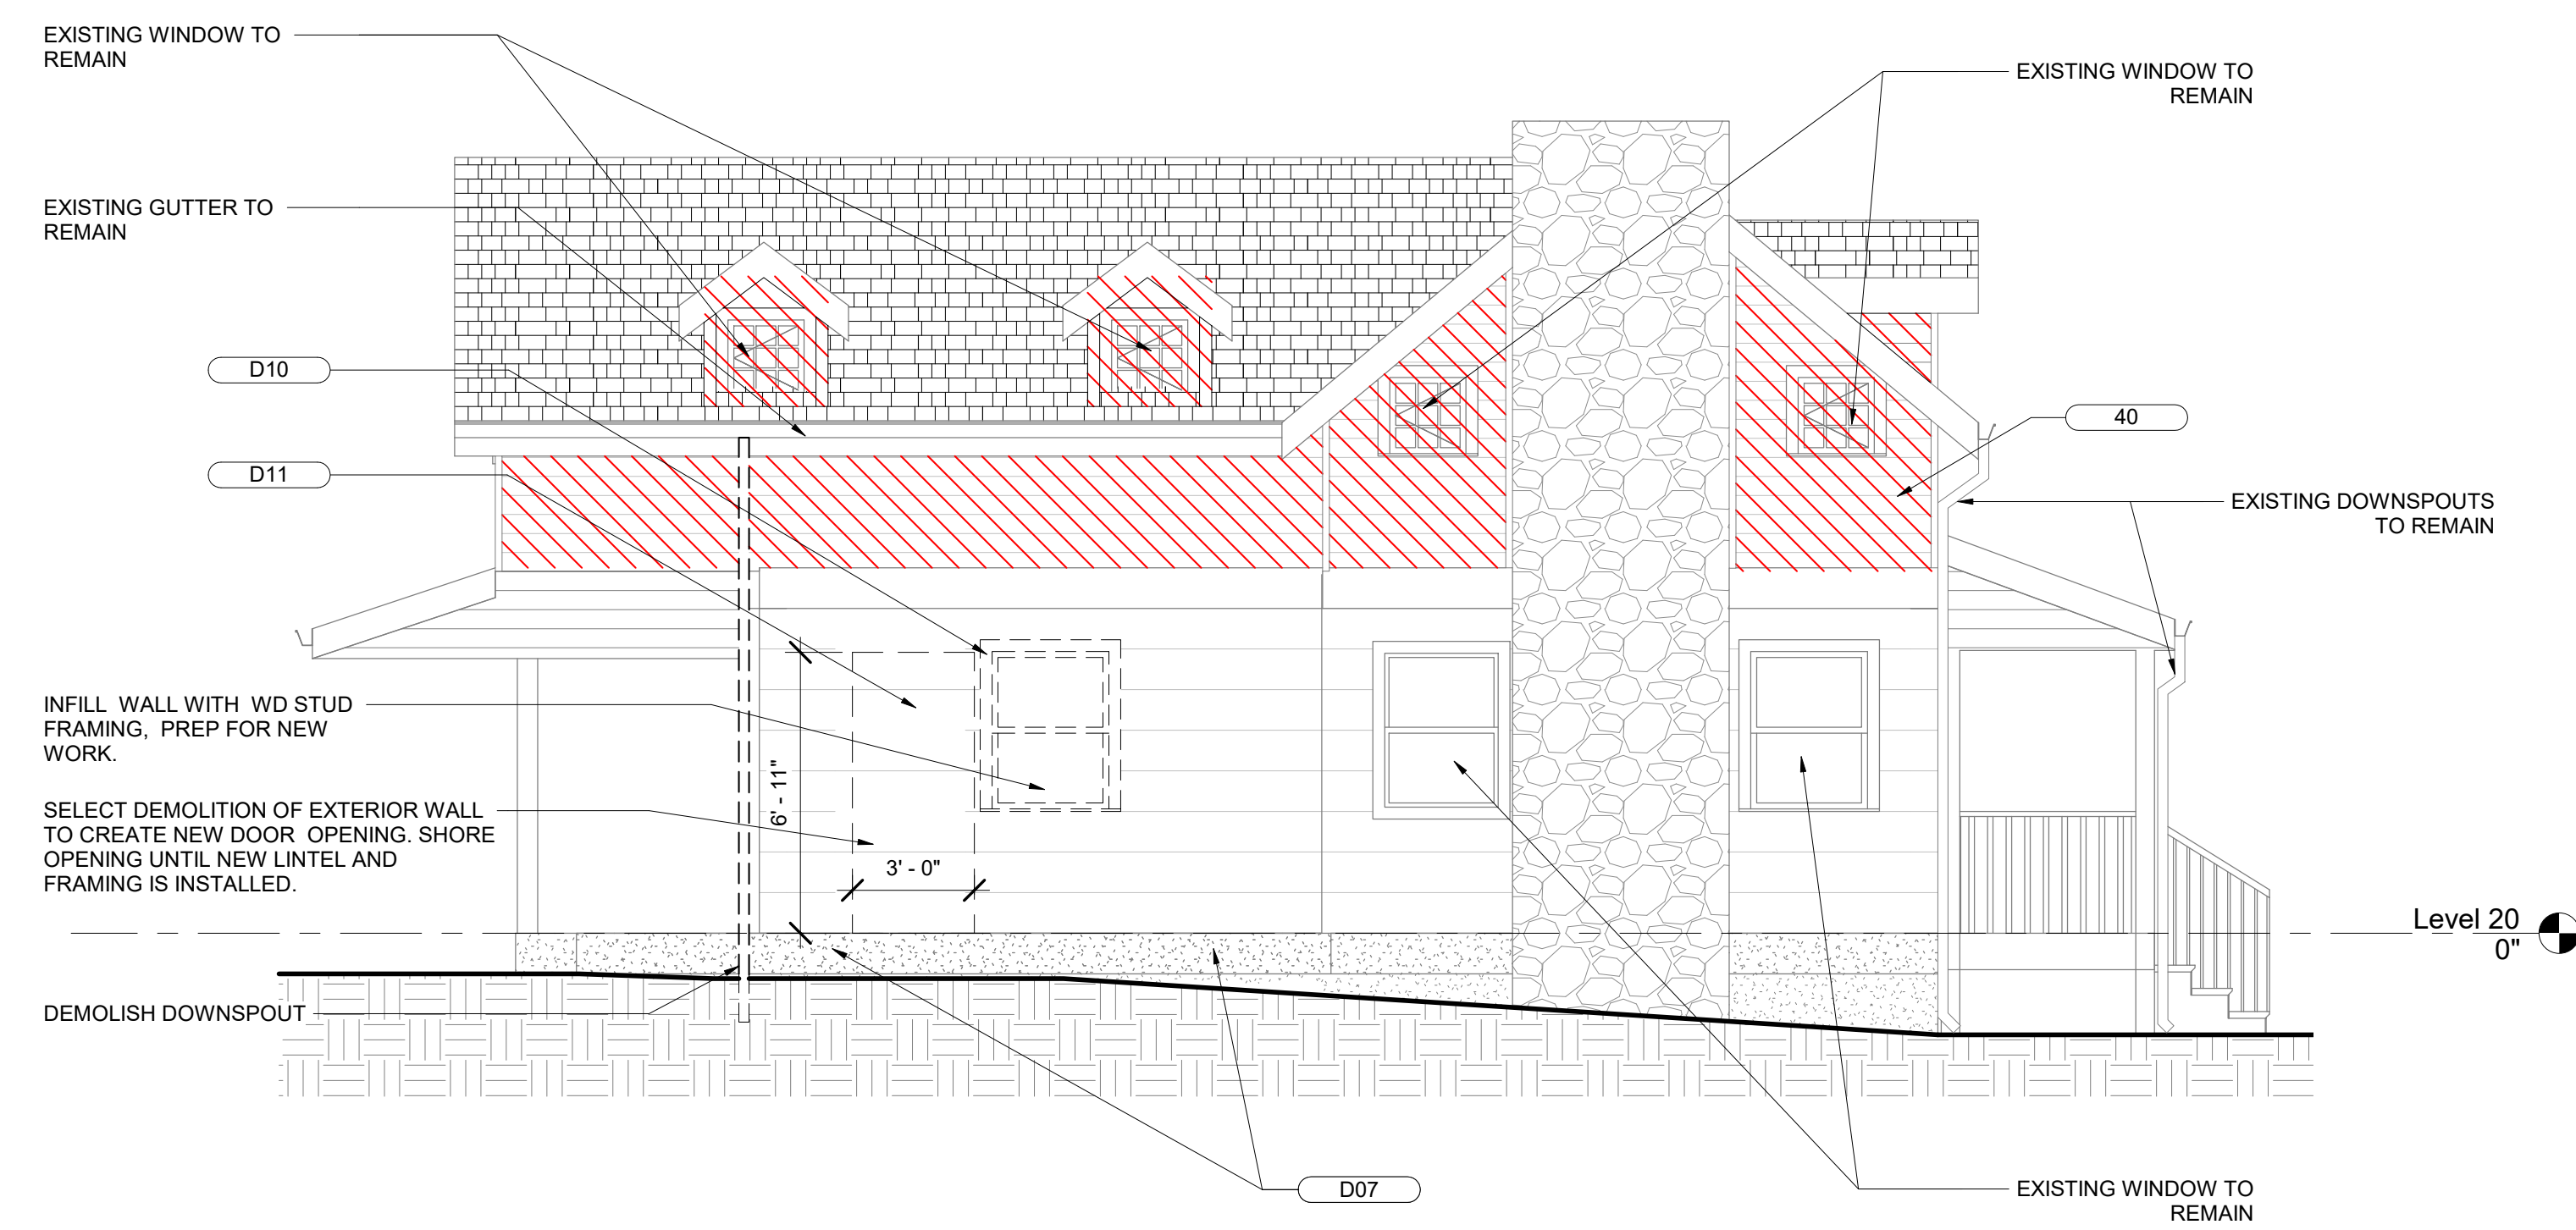 EXISTING WINDOW TO
REMAIN
EXISTING WINDOW TO
REMAIN
EXISTING GUTTER TO
REMAIN
D10
40
D11
EXISTING DOWNSPOUTS
TO REMAIN
INFILL WALL WITH WD STUD
FRAMING, PREP FOR NEW
WORK.
6' - 11"
SELECT DEMOLITION OF EXTERIOR WALL
TO CREATE NEW DOOR OPENING. SHORE
OPENING UNTIL NEW LINTEL AND
FRAMING IS INSTALLED.
3' - 0"
Level 20
0"
DEMOLISH DOWNSPOUT
D07
EXISTING WINDOW TO
REMAIN